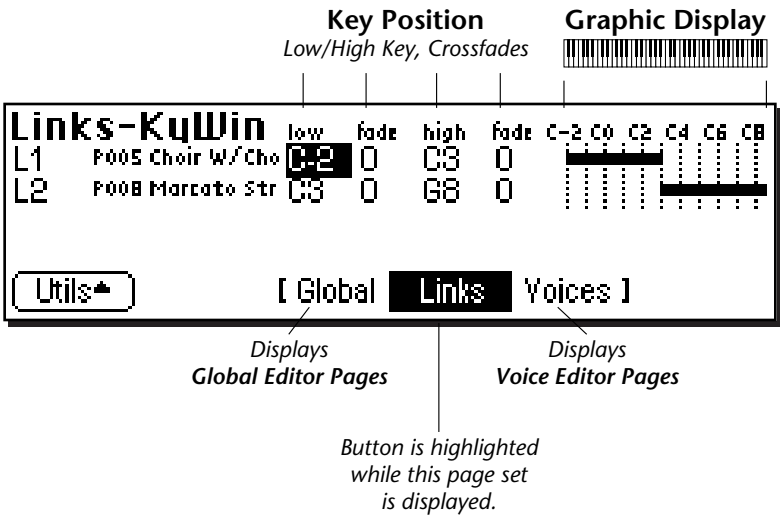 Key Position
Graphic Display
Low/High Key, Crossfades
Links-KyWin low fade high fade C-2 C0 C2 C4 C6 C8
L1 P005 Choir W/Cho C-2 0 C3 0
L2 P008 Marcato Str C3 0 G8 0
Utils [ Global Links Voices ]
Displays
Global Editor Pages
Displays
Voice Editor Pages
Button is highlighted
while this page set
is displayed.